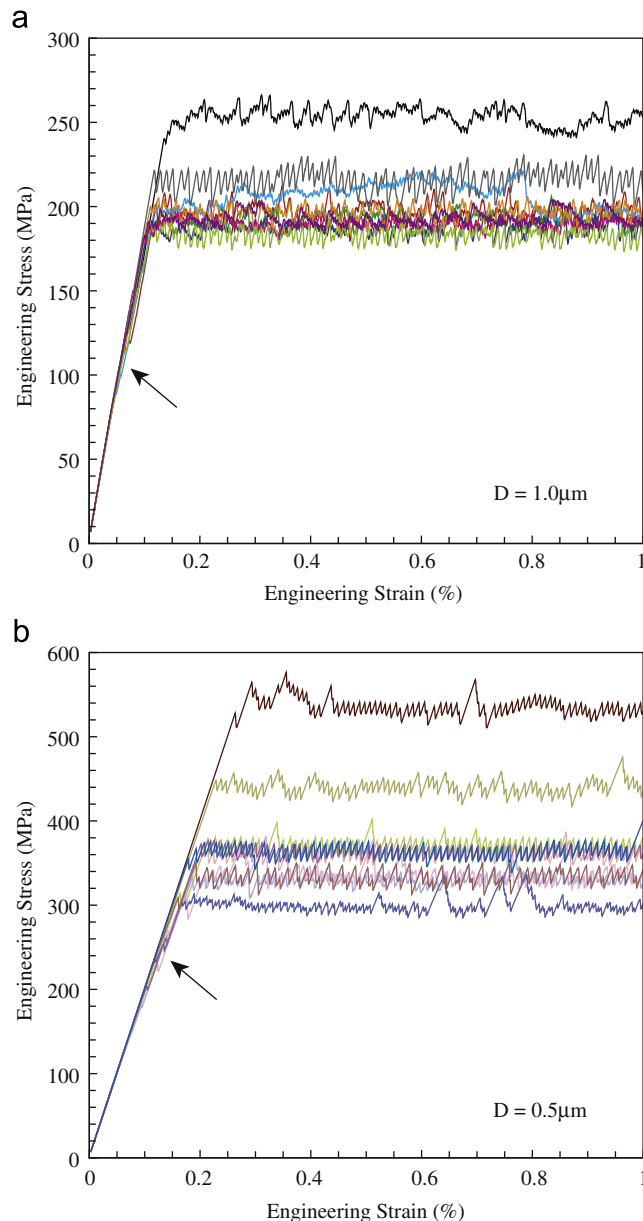 a
300
250
200
150
100
50
0
Engineering Stress (MPa)
D = 1.0μm
0 0.2 0.4 0.6 0.8 1
Engineering Strain (%)
b
600
500
400
300
200
100
0
Engineering Stress (MPa)
D = 0.5μm
0 0.2 0.4 0.6 0.8 1
Engineering Strain (%)